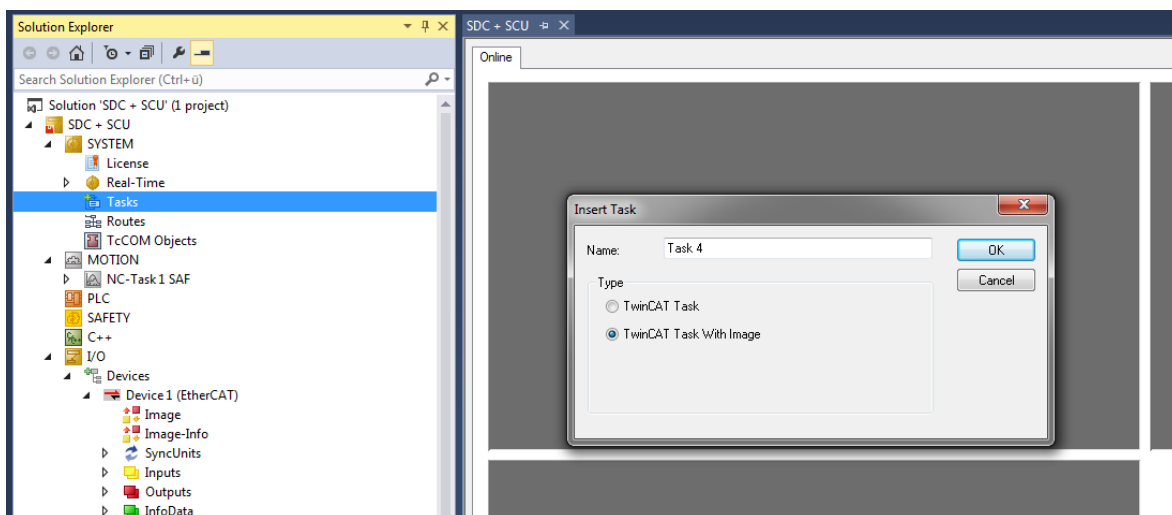 Solution Explorer
SDC + SCU
Online
Search Solution Explorer (Ctrl+ü)
Solution 'SDC + SCU' (1 project)
SDC + SCU
SYSTEM
License
Real-Time
Tasks
Routes
TcCOM Objects
MOTION
NC-Task 1 SAF
PLC
SAFETY
C++
I/O
Devices
Device 1 (EtherCAT)
Image
Image-Info
SyncUnits
Inputs
Outputs
InfoData
Insert Task
Name: Task 4 OK
Type Cancel
TwinCAT Task
TwinCAT Task With Image